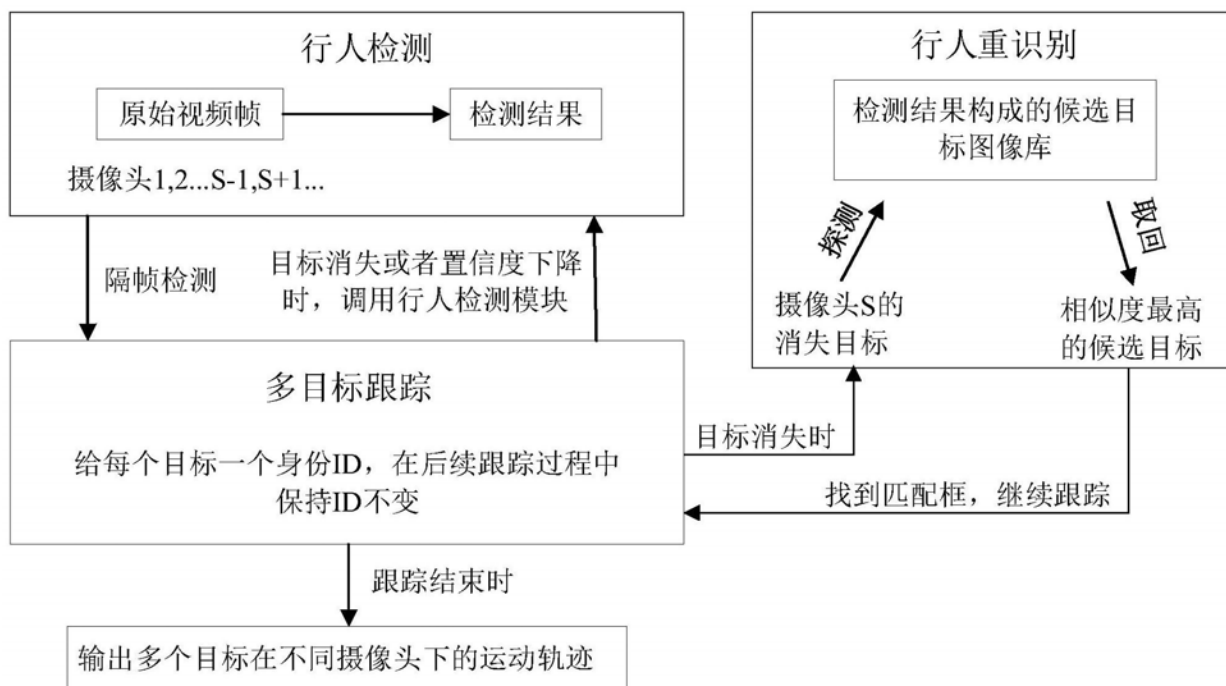 行人检测
原始视频帧
检测结果
摄像头1,2...S-1,S+1...
隔帧检测
目标消失或者置信度下降
时，调用行人检测模块
行人重识别
检测结果构成的候选目
标图像库
探测
取回
摄像头S的
消失目标
相似度最高
的候选目标
多目标跟踪
给每个目标一个身份ID，在后续跟踪过程中
保持ID不变
目标消失时
找到匹配框，继续跟踪
跟踪结束时
输出多个目标在不同摄像头下的运动轨迹